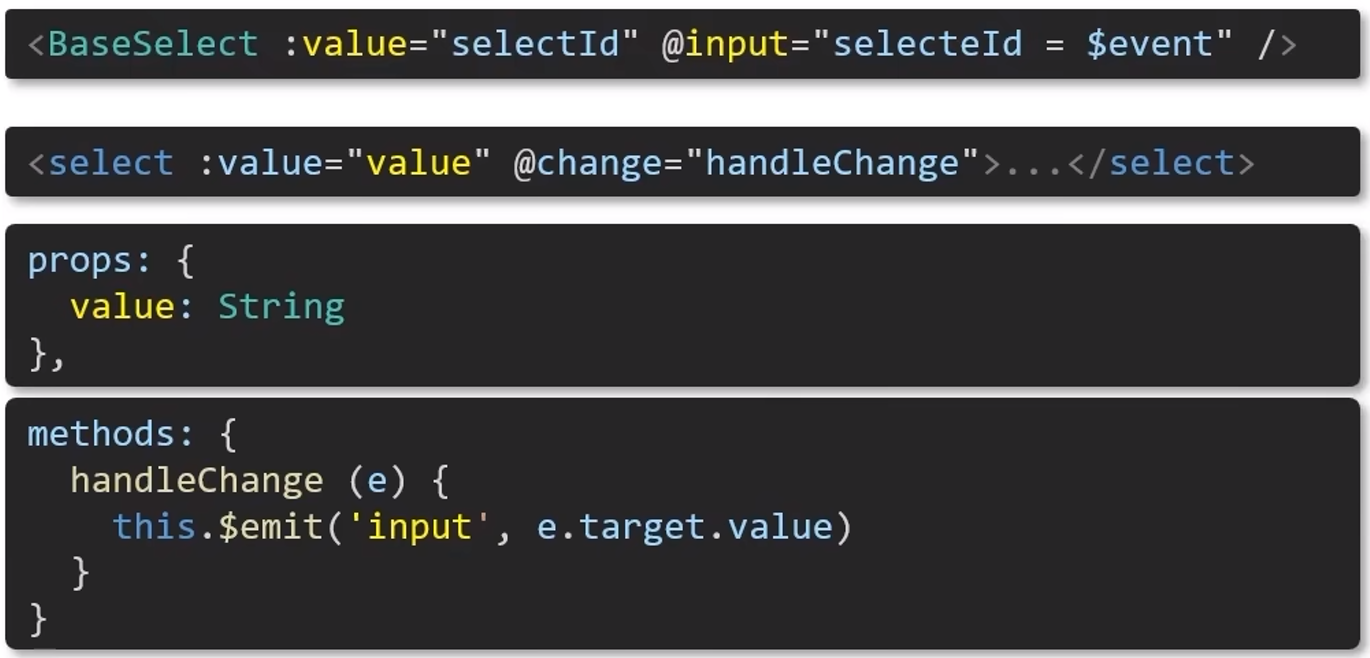 <BaseSelect :value="selectId" @input="selecteId = $event" />
<select :value="value" @change="handleChange">...</select>
props: {
  value: String
},
methods: {
  handleChange (e) {
    this.$emit('input', e.target.value)
  }
}